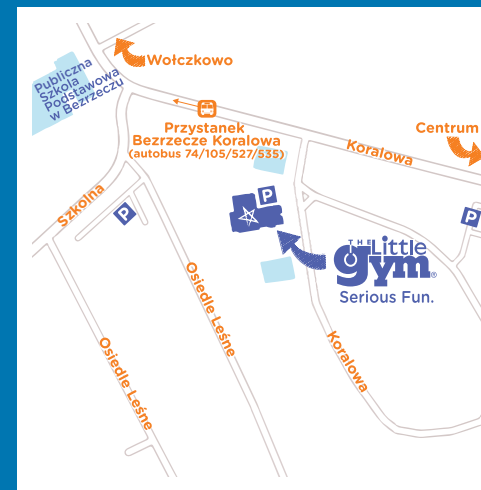 Wołczkowo
Publiczna
Szkoła
Podstawowa
w Bezrzeczu
Przystanek
Bezrzecze Koralowa
(autobus 74/105/527/535)
Centrum
Koralowa
Szkolna
P
P
P
THE Little
gym®
Serious Fun.
Osiedle Leśne
Osiedle Leśne
Koralowa